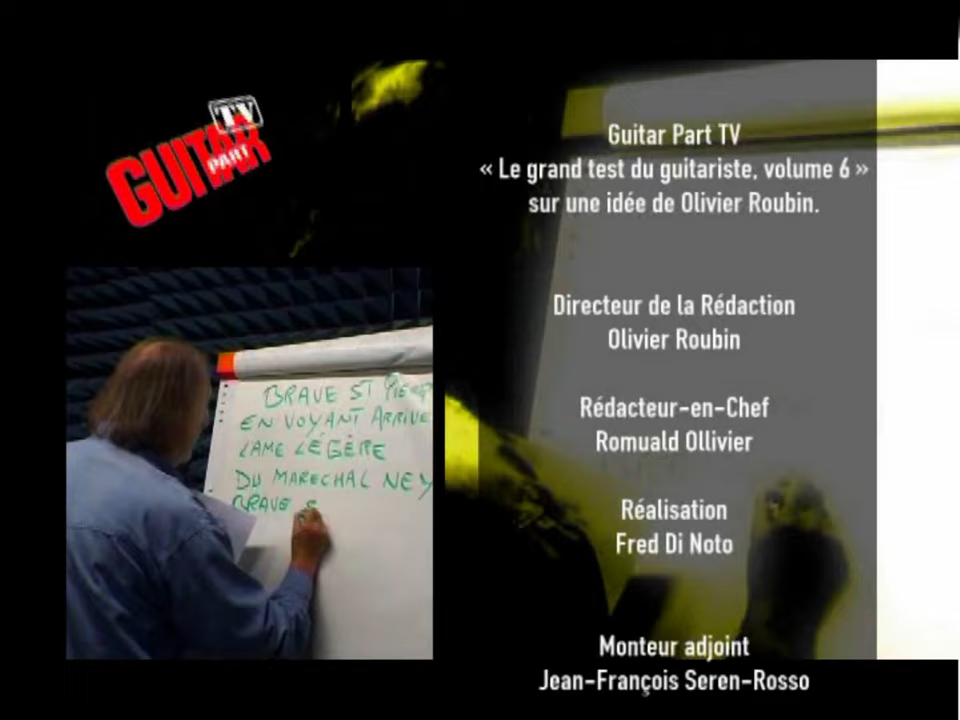 GUITAR
PART
TV
BRAVE ST
EN VOYANT ARRIVE
LAME LÉGÈRE
DU MARECHAL NEY
BRAVE S
Guitar Part TV
« Le grand test du guitariste, volume 6 »
sur une idée de Olivier Roubin.
Directeur de la Rédaction
Olivier Roubin
Rédacteur-en-Chef
Romuald Ollivier
Réalisation
Fred Di Noto
Monteur adjoint
Jean-François Seren-Rosso